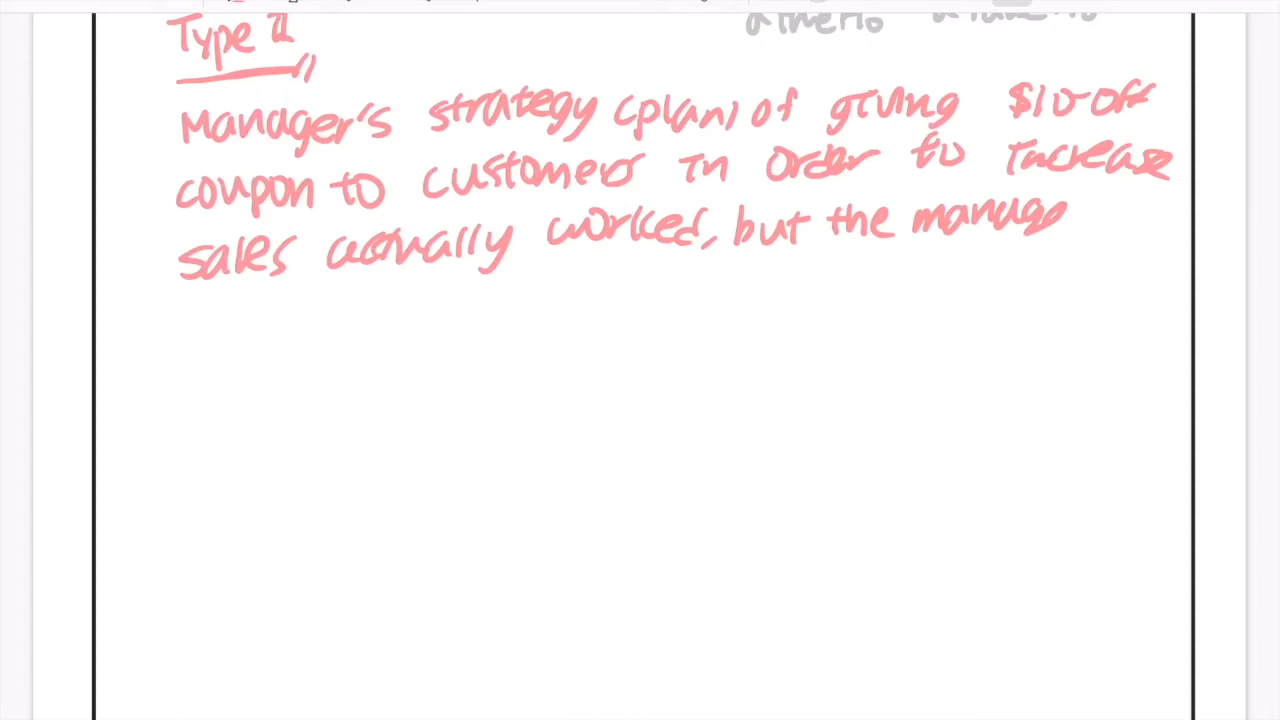 Type II
Manager's strategy (plan) of giving $10 off
coupon to customers in order to increase
sales actually worked, but the manage